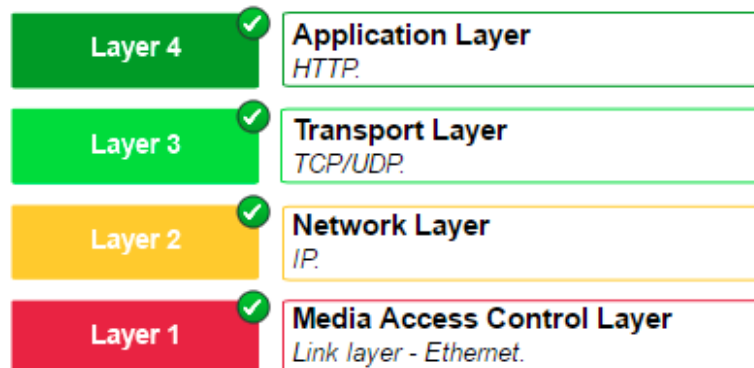 Layer 4
Application Layer
HTTP.
Layer 3
Transport Layer
TCP/UDP.
Layer 2
Network Layer
IP.
Layer 1
Media Access Control Layer
Link layer - Ethernet.